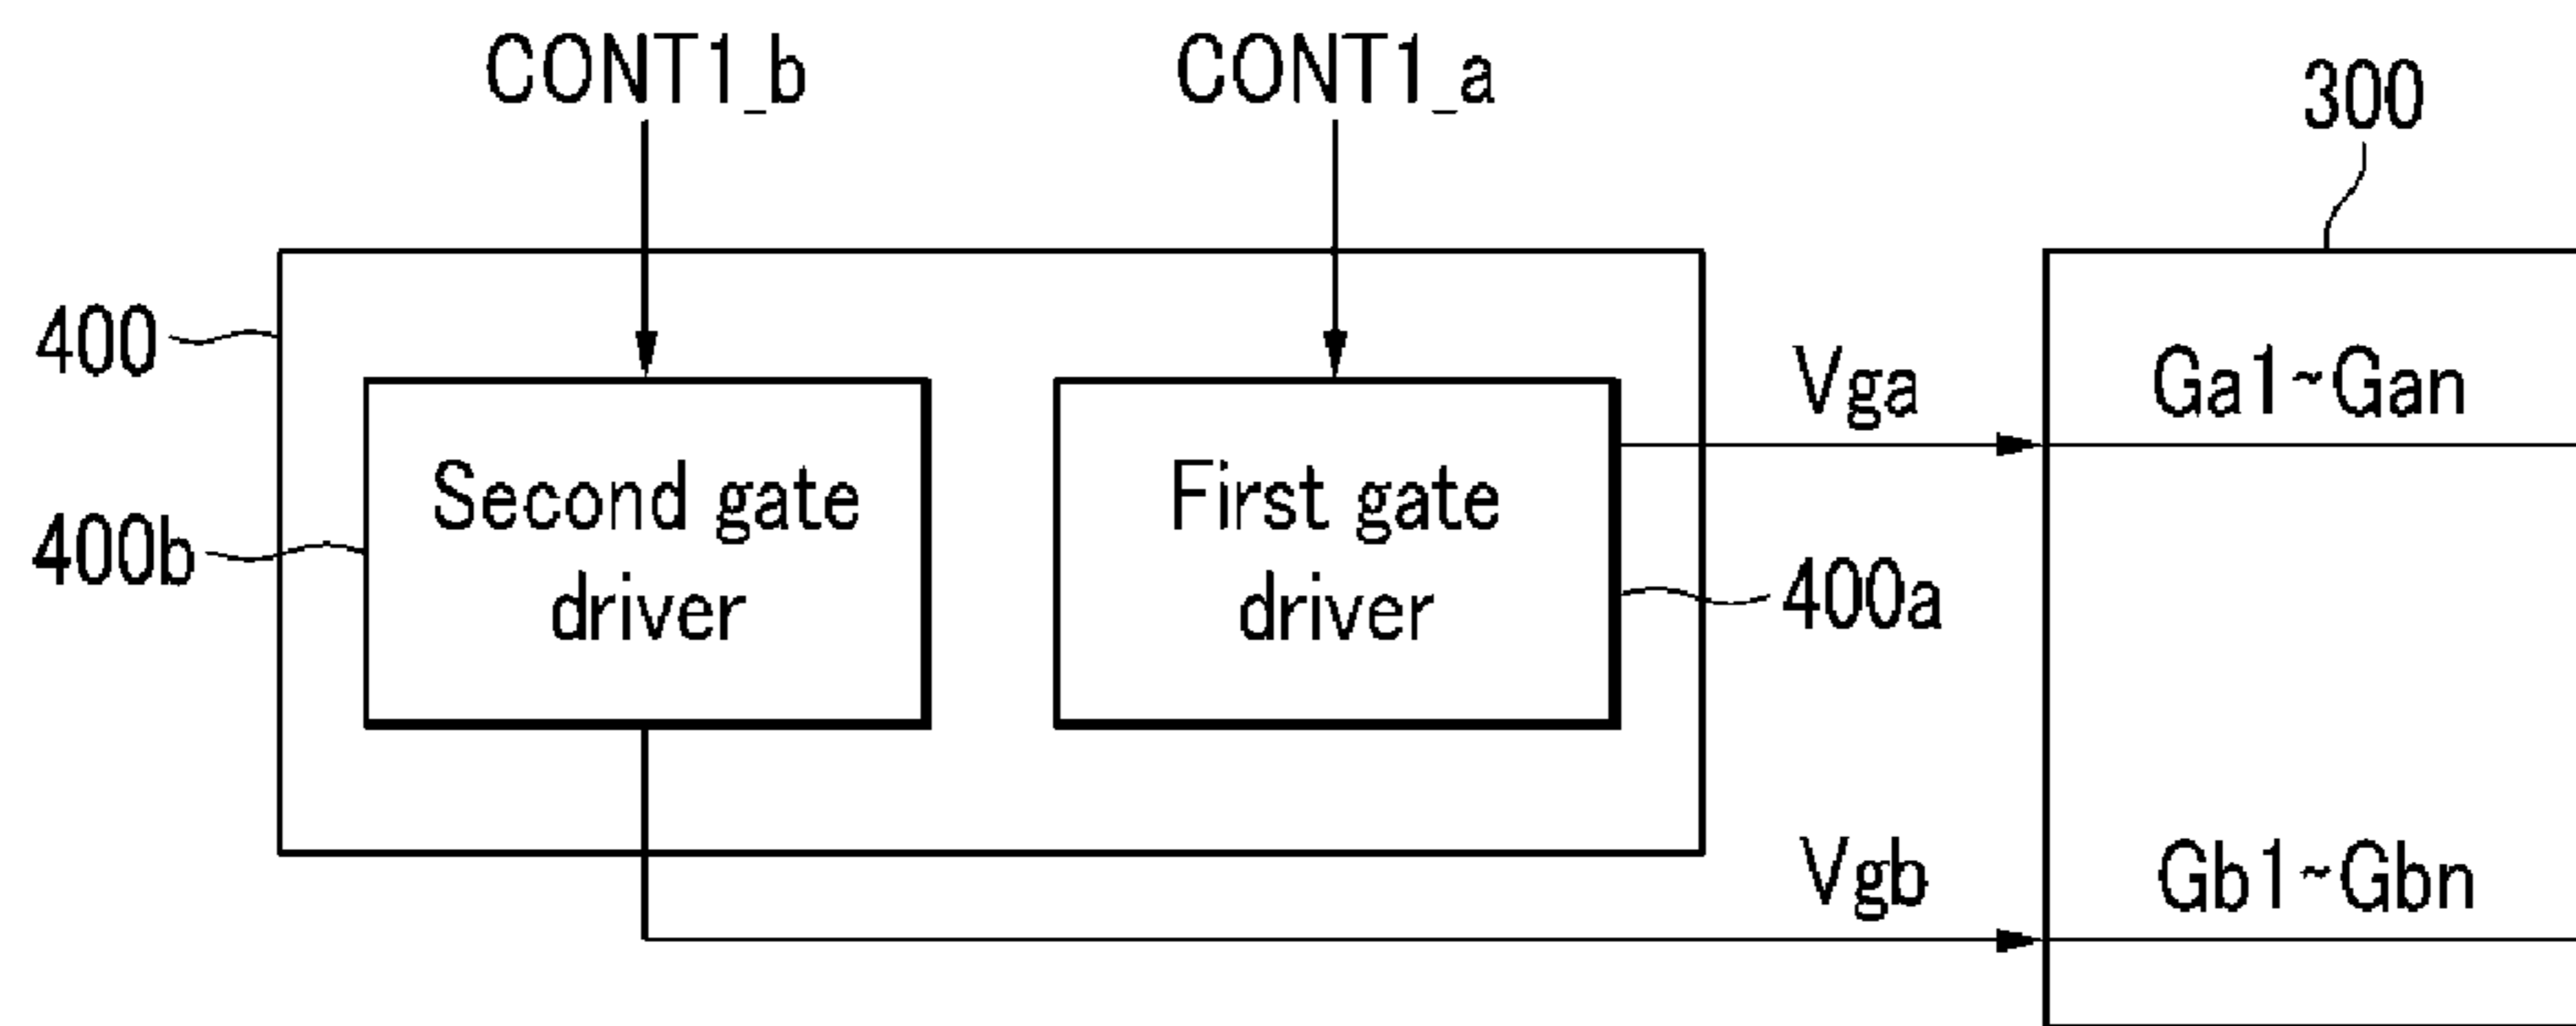 CONT1_b
CONT1_a
300
400
Vga
Ga1~Gan
Second gate
driver
First gate
driver
400b
400a
Vgb
Gb1~Gbn